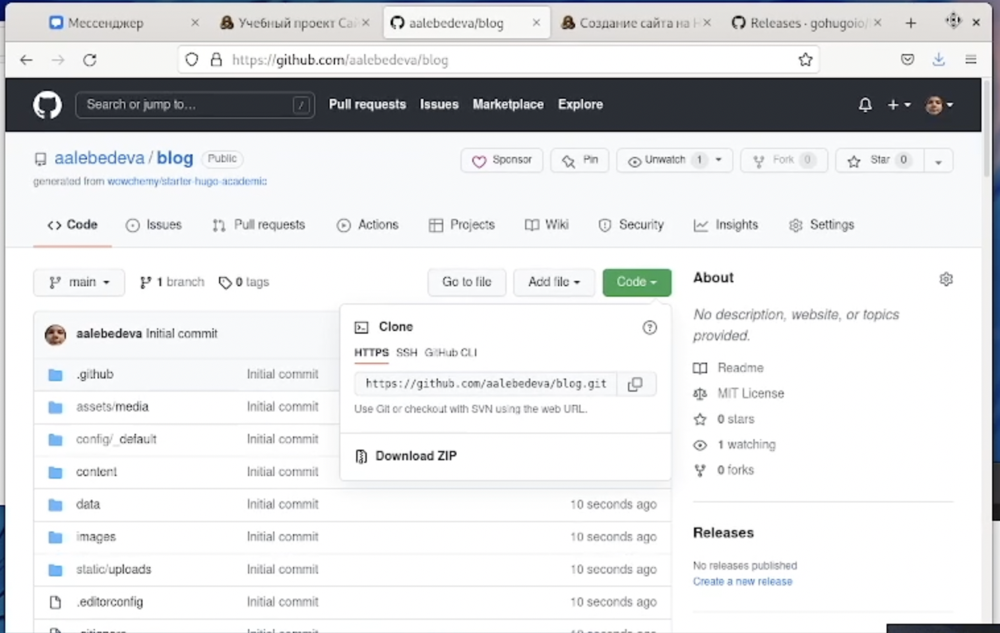 Мессенджер
Учебный проект Сай
aalebedeva/blog
Создание сайта на H
Releases · gohugoio/
https://github.com/aalebedeva/blog
Search or jump to...
/
Pull requests
Issues
Marketplace
Explore
aalebedeva / blog
Public
Sponsor
Pin
Unwatch 1
Fork 0
Star 0
generated from wowchemy/starter-hugo-academic
Code
Issues
Pull requests
Actions
Projects
Wiki
Security
Insights
Settings
main
1 branch
0 tags
Go to file
Add file
Code
About
No description, website, or topics
provided.
Readme
MIT License
0 stars
1 watching
0 forks
Releases
No releases published
Create a new release
Clone
HTTPS SSH GitHub CLI
https://github.com/aalebedeva/blog.git
Use Git or checkout with SVN using the web URL.
Download ZIP
aalebedeva Initial commit
.github Initial commit
assets/media Initial commit
config/_default Initial commit
content Initial commit
data Initial commit 10 seconds ago
images Initial commit 10 seconds ago
static/uploads Initial commit 10 seconds ago
.editorconfig Initial commit 10 seconds ago